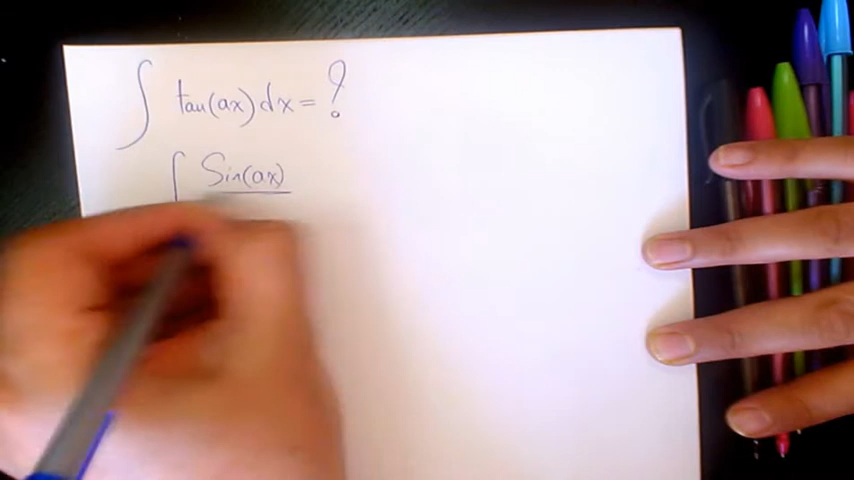 ∫ tan(ax) dx = ?
∫ Sin(ax)